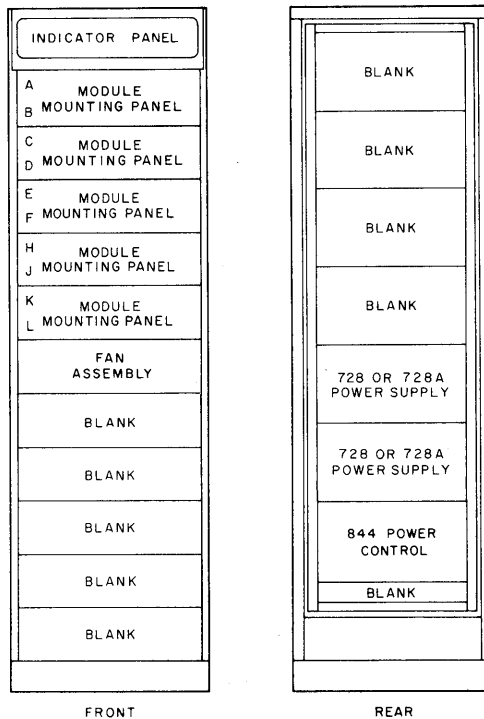 INDICATOR PANEL
A MODULE
B MOUNTING PANEL
C MODULE
D MOUNTING PANEL
E MODULE
F MOUNTING PANEL
H MODULE
J MOUNTING PANEL
K MODULE
L MOUNTING PANEL
FAN
ASSEMBLY
BLANK
BLANK
BLANK
BLANK
BLANK
FRONT
BLANK
BLANK
BLANK
BLANK
728 OR 728A
POWER SUPPLY
728 OR 728A
POWER SUPPLY
844 POWER
CONTROL
BLANK
REAR